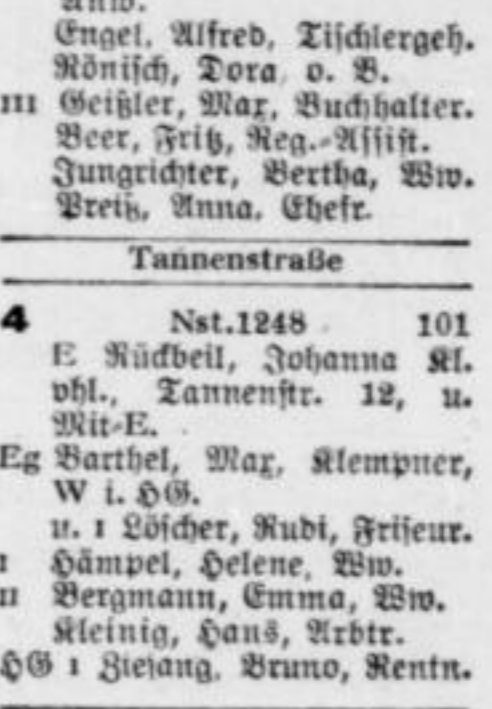 Anw.
Engel, Alfred, Tischlergeh.
Rönisch, Dora, o. B.
III Geißler, Max, Buchhalter.
Beer, Fritz, Reg.-Assist.
Jungrichter, Bertha, Ww.
Preiß, Anna, Ehefr.
Tannenstraße
4 Nst.1248 101
E Rückbeil, Johanna Kl.
vhl., Tannenstr. 12, u.
Mit-E.
Eg Barthel, Max, Klempner,
W i. HG.
u. I Löscher, Rudi, Friseur.
I Hämpel, Helene, Ww.
II Bergmann, Emma, Ww.
Kleinig, Hans, Arbtr.
HG I Ziesang, Bruno, Rentn.